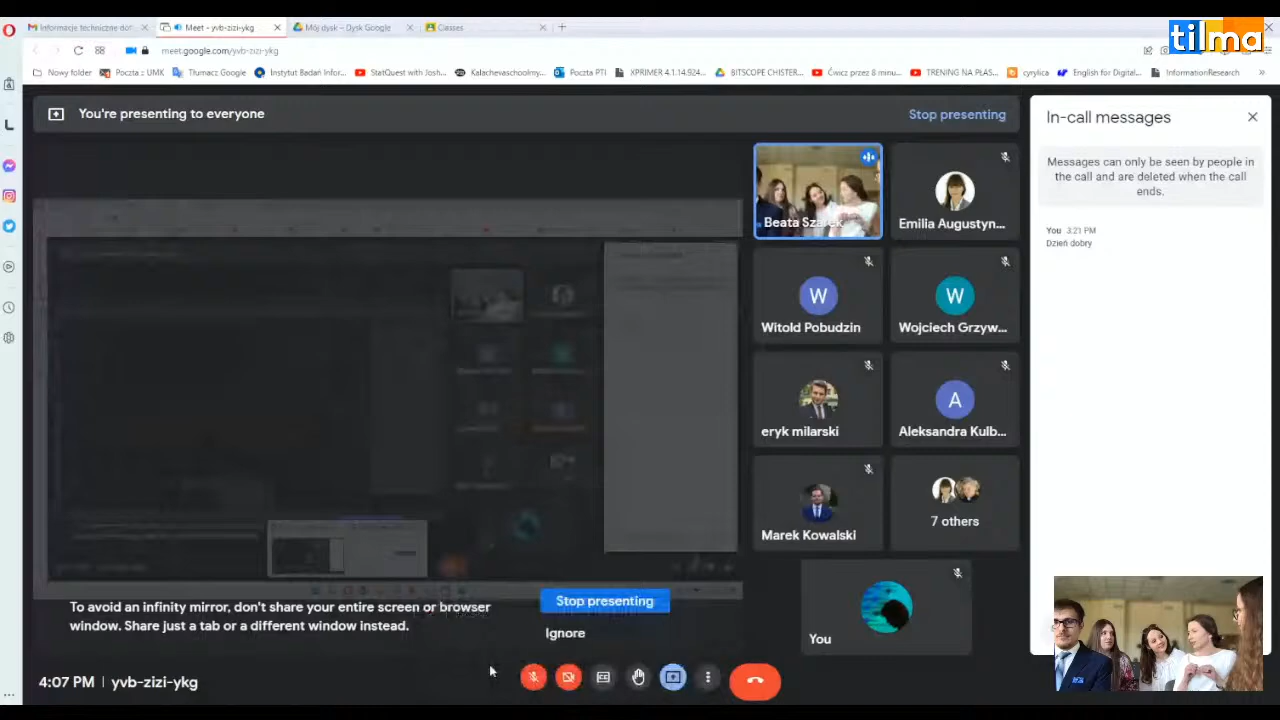 Informacje techniczne dot
Meet - yvb-zizi-ykg
Mój dysk – Dysk Google
Classes
tilma
meet.google.com/yvb-zizi-ykg
Nowy folder
Poczta z UMK
Tłumacz Google
Instytut Badań Infor...
StatQuest with Josh...
Kalachevaschoolmy...
Poczta PTI
XPRIMER 4.1.14.924...
BITSCOPE CHISTER...
Ćwicz przez 8 minu...
TRENING NA PŁAS...
cyrylica
English for Digital...
InformationResearch
You're presenting to everyone
Stop presenting
In-call messages
Messages can only be seen by people in
the call and are deleted when the call
ends.
You 3:21 PM
Dzień dobry
Beata
Emilia Augustyn...
W
Witold Pobudzin
W
Wojciech Grzyw...
eryk milarski
A
Aleksandra Kulb...
Marek Kowalski
7 others
You
To avoid an infinity mirror, don't share your entire screen or browser
window. Share just a tab or a different window instead.
Stop presenting
Ignore
4:07 PM | yvb-zizi-ykg